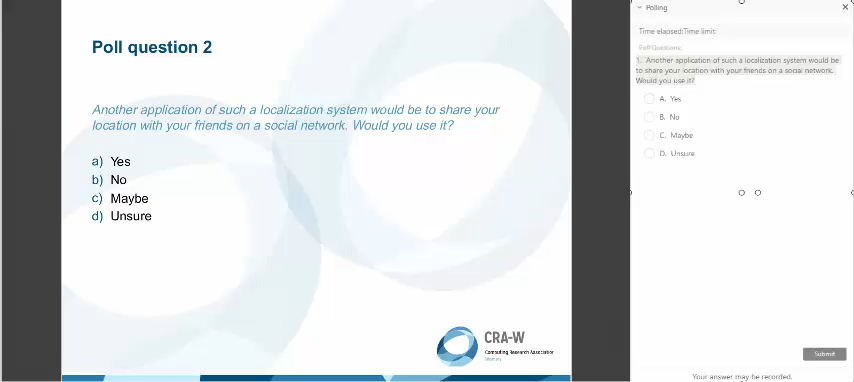 Poll question 2
Another application of such a localization system would be to share your
location with your friends on a social network. Would you use it?
a) Yes
b) No
c) Maybe
d) Unsure
CRA-W
Computing Research Association
Women
Polling
Time elapsed:Time limit:
Poll Questions:
1. Another application of such a localization system would be
to share your location with your friends on a social network.
Would you use it?
A. Yes
B. No
C. Maybe
D. Unsure
Submit
Your answer may be recorded.